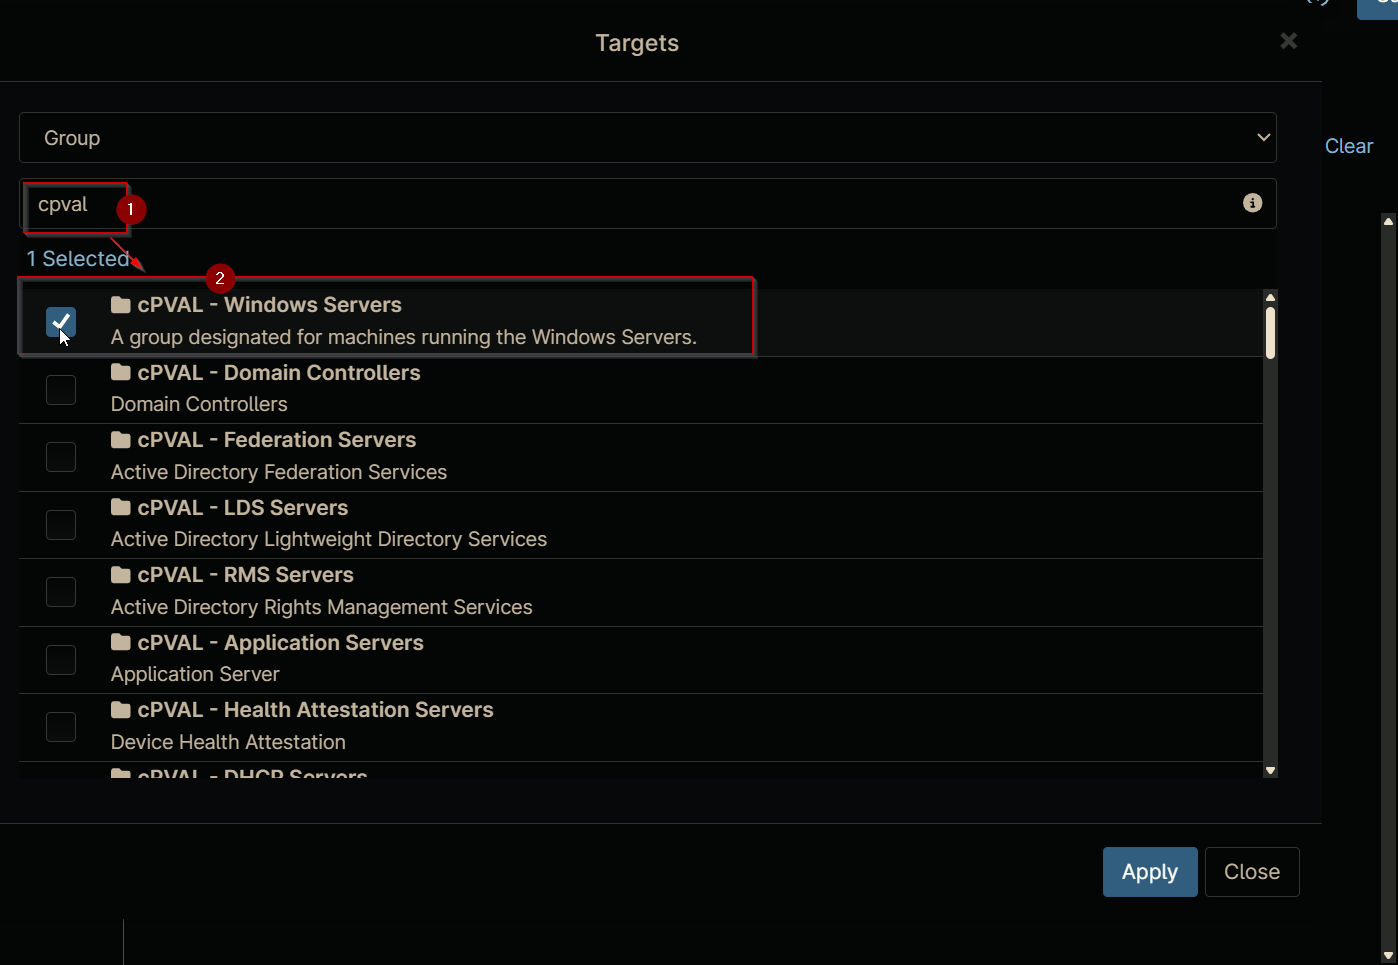 Targets
Group
Clear
cpval
1
1 Selected
2
cPVAL - Windows Servers
A group designated for machines running the Windows Servers.
cPVAL - Domain Controllers
Domain Controllers
cPVAL - Federation Servers
Active Directory Federation Services
cPVAL - LDS Servers
Active Directory Lightweight Directory Services
cPVAL - RMS Servers
Active Directory Rights Management Services
cPVAL - Application Servers
Application Server
cPVAL - Health Attestation Servers
Device Health Attestation
cPVAL - DHCP Servers
Apply
Close